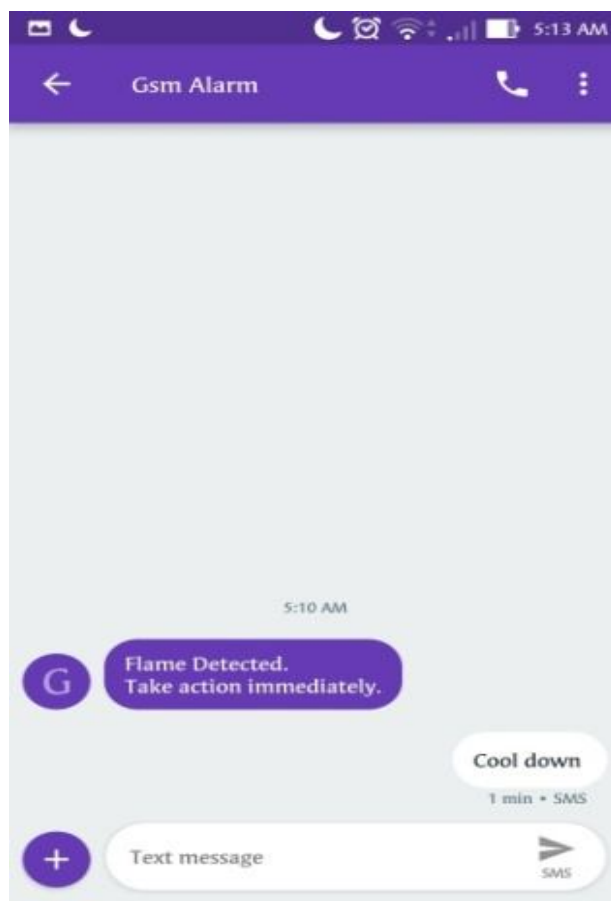 5:13 AM
Gsm Alarm
5:10 AM
G
Flame Detected.
Take action immediately.
Cool down
1 min • SMS
Text message
SMS